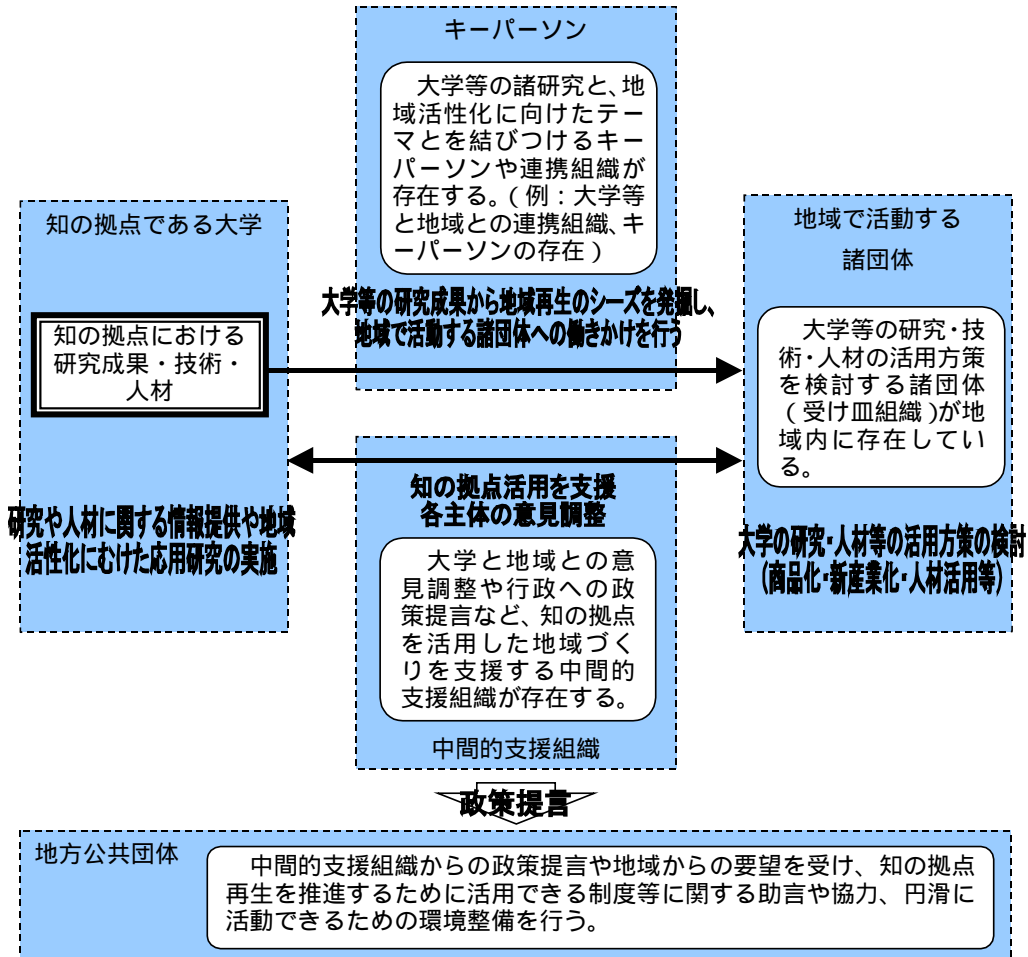 キーパーソン
大学等の諸研究と、地
域活性化に向けたテー
マとを結びつけるキー
パーソンや連携組織が
存在する。(例：大学等
と地域との連携組織、キ
ーパーソンの存在)
大学等の研究成果から地域再生のシーズを発掘し、
地域で活動する諸団体への働きかけを行う
知の拠点である大学
知の拠点における
研究成果・技術・
人材
研究や人材に関する情報提供や地域
活性化にむけた応用研究の実施
地域で活動する
諸団体
大学等の研究・技
術・人材の活用方策
を検討する諸団体
(受け皿組織)が地
域内に存在してい
る。
大学の研究・人材等の活用方策の検討
(商品化・新産業化・人材活用等)
知の拠点活用を支援
各主体の意見調整
大学と地域との意
見調整や行政への政
策提言など、知の拠点
を活用した地域づく
りを支援する中間的
支援組織が存在する。
中間的支援組織
政策提言
地方公共団体
中間的支援組織からの政策提言や地域からの要望を受け、知の拠点
再生を推進するために活用できる制度等に関する助言や協力、円滑に
活動できるための環境整備を行う。